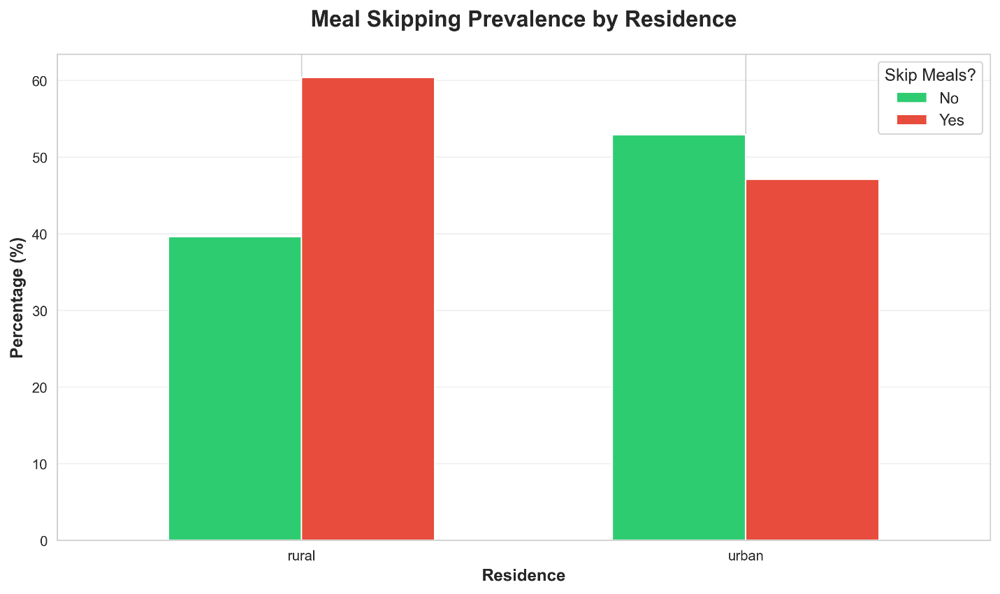 Meal Skipping Prevalence by Residence
Skip Meals?
No
Yes
Percentage (%)
60
50
40
30
20
10
0
rural urban
Residence